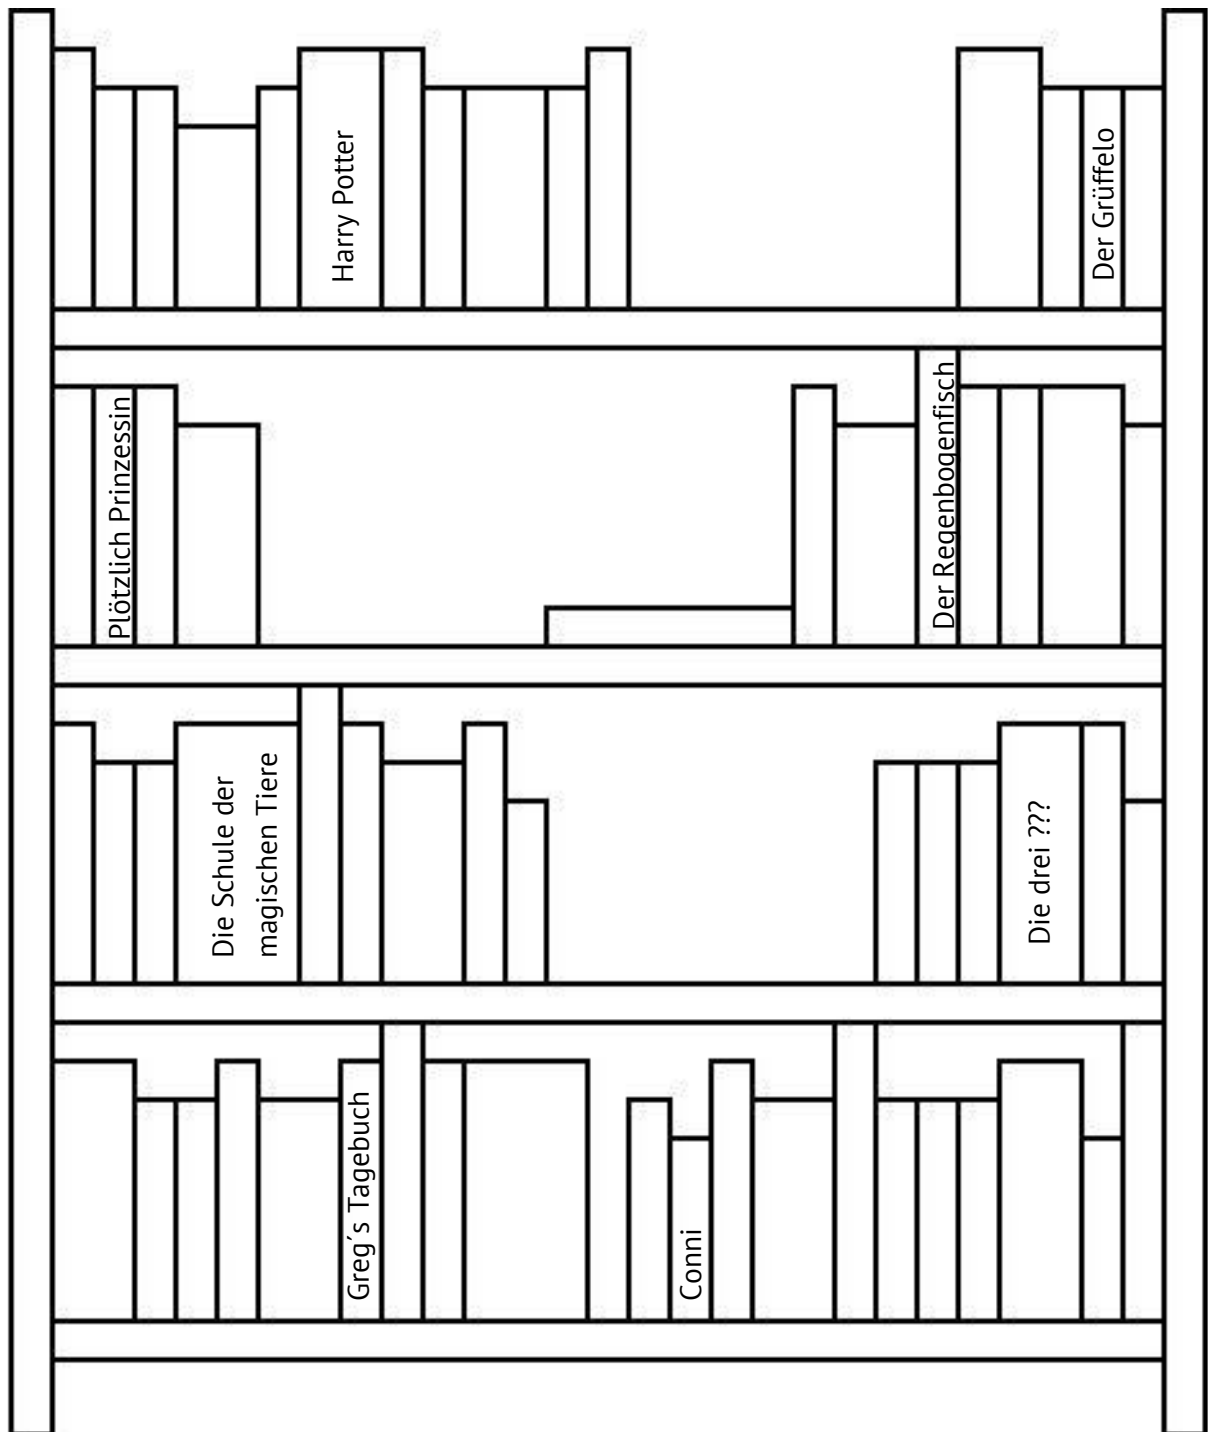 Harry Potter
Der Grüffelo
Plötzlich Prinzessin
Der Regenbogenfisch
Die Schule der
magischen Tiere
Die drei ???
Greg´s Tagebuch
Conni